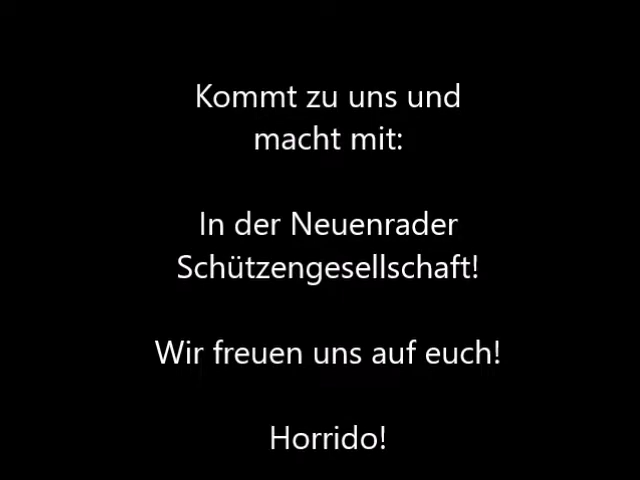 Kommt zu uns und
macht mit:
In der Neuenrader
Schützengesellschaft!
Wir freuen uns auf euch!
Horrido!